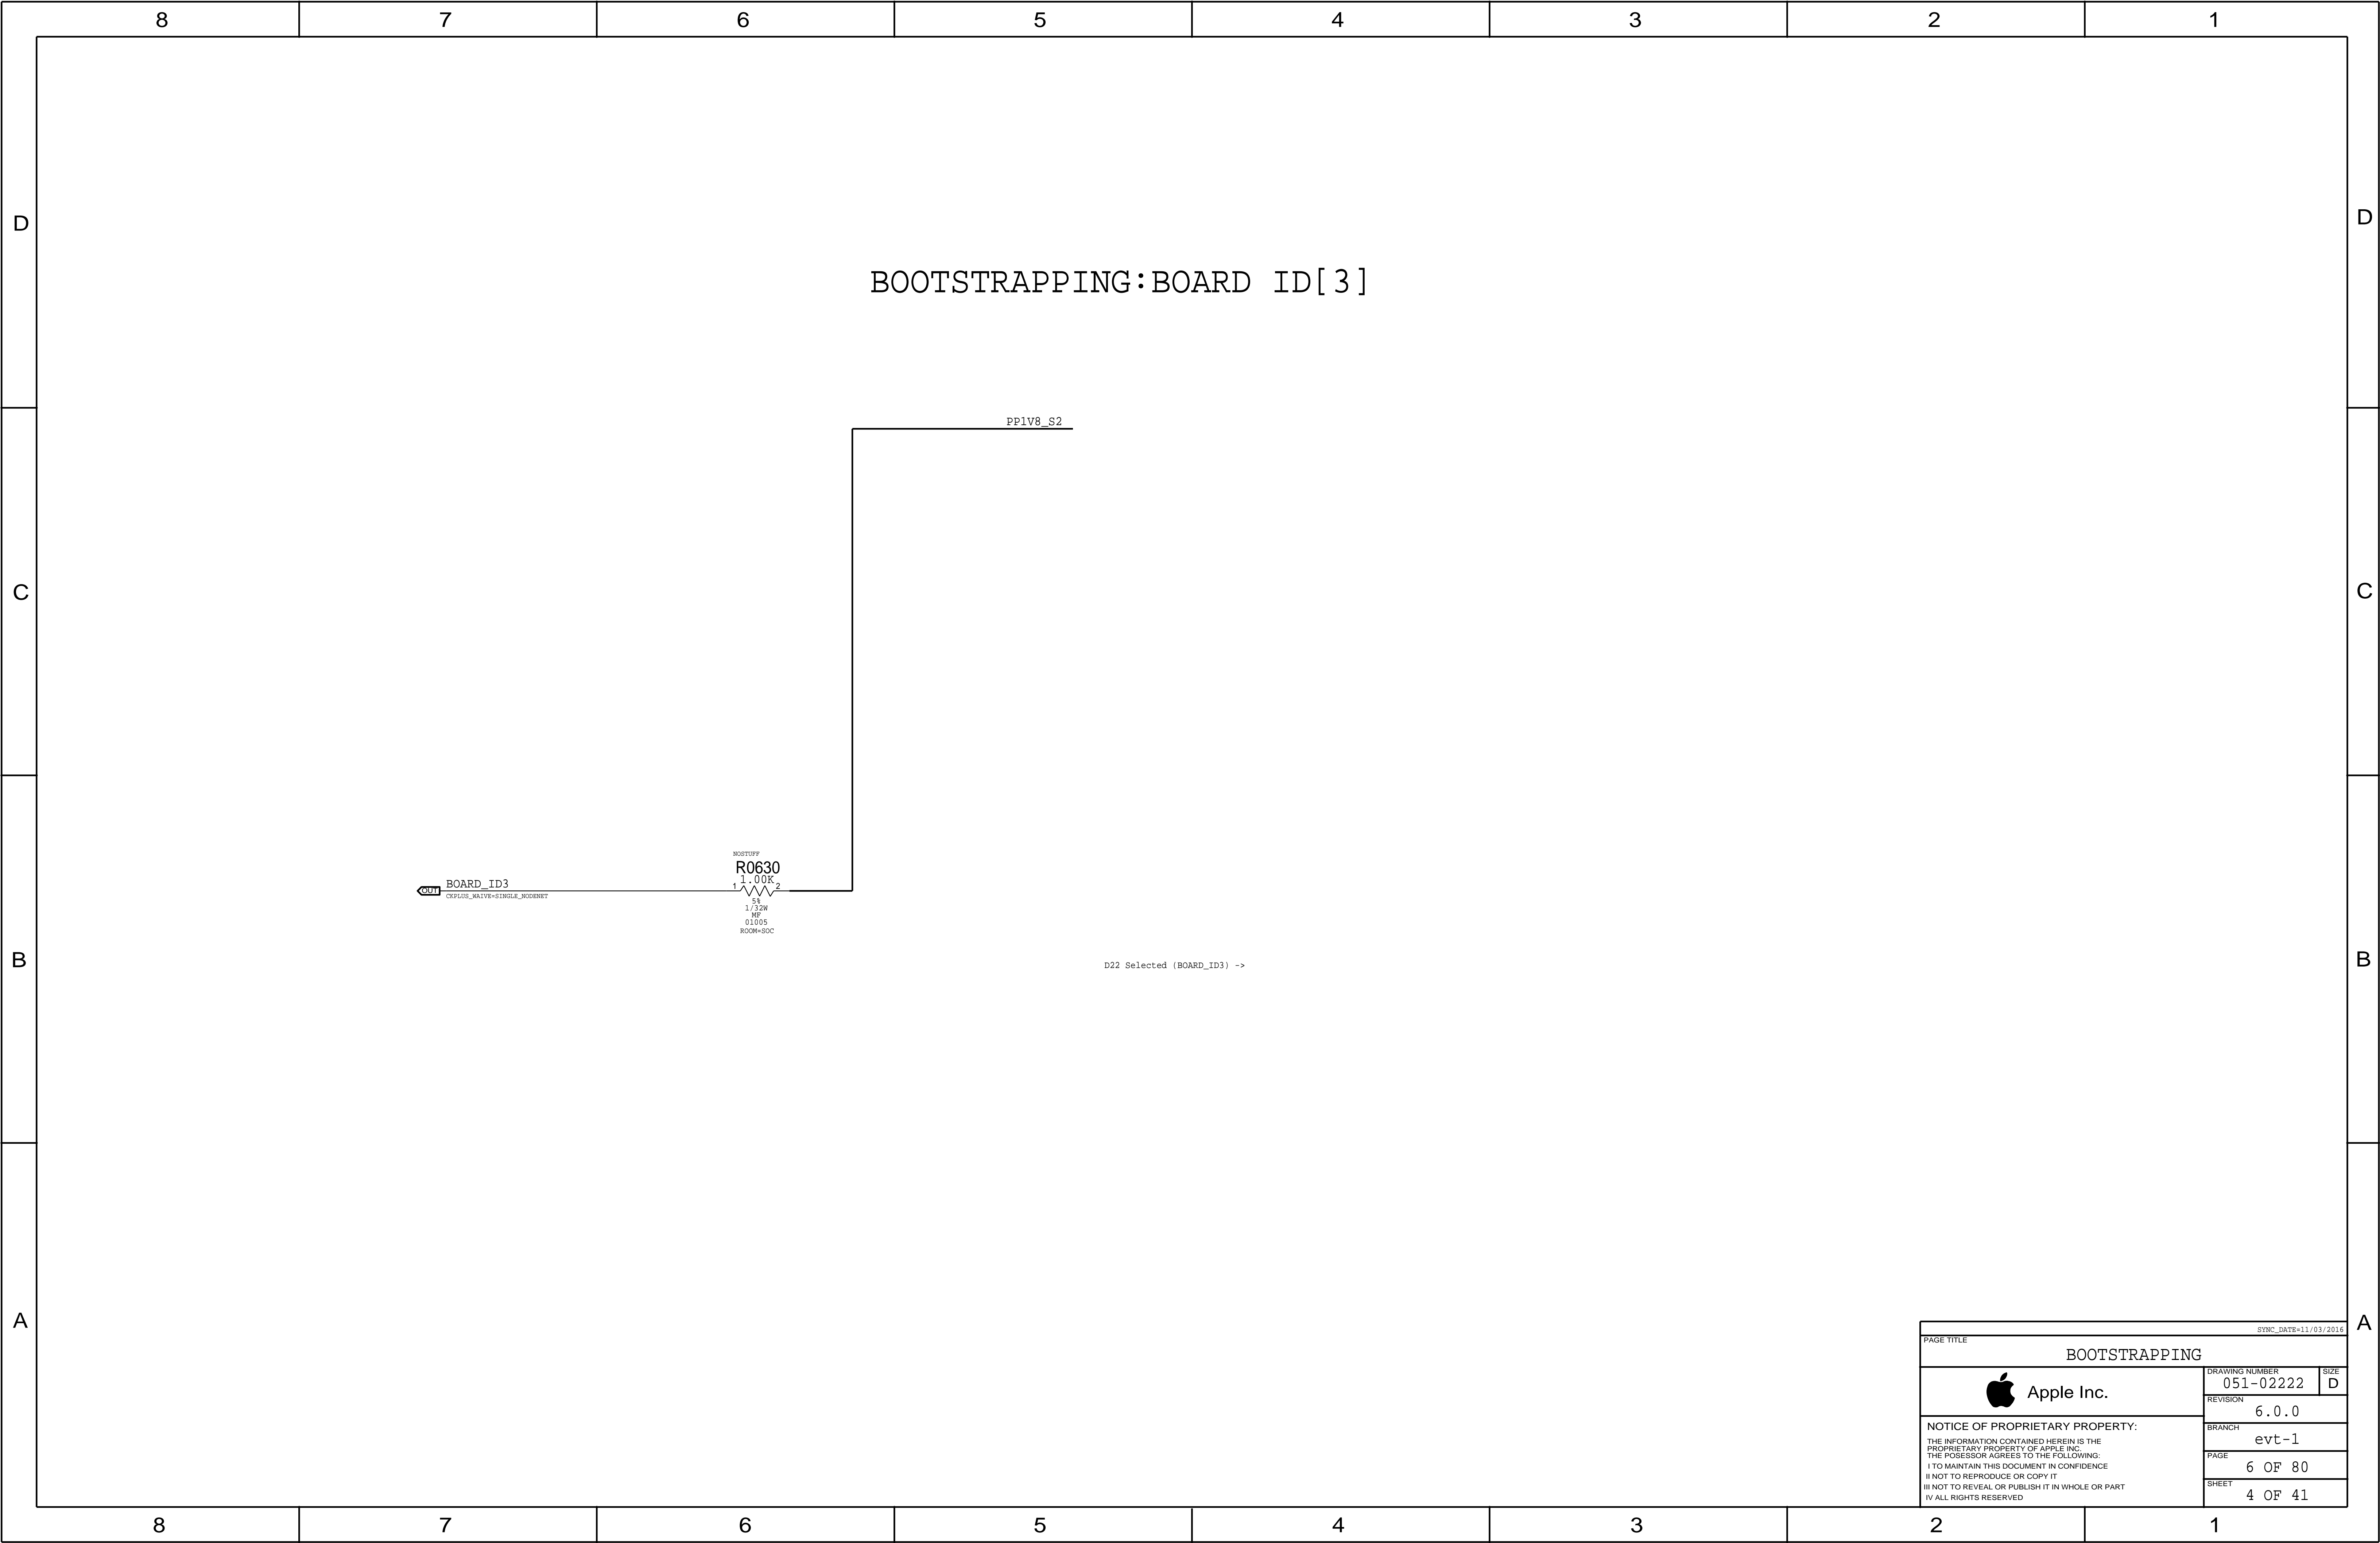 8 7 6 5 4 3 2 1
D D
BOOTSTRAPPING:BOARD ID[3]
PP1V8_S2
C C
NOSTUFF
R0630
1.00K
1 2
OUT BOARD_ID3
CKPLUS_WAIVE=SINGLE_NODENET
5%
1/32W
MF
01005
ROOM=SOC
B B
D22 Selected (BOARD_ID3) ->
A A
SYNC_DATE=11/03/2016
PAGE TITLE
BOOTSTRAPPING
Apple Inc.
DRAWING NUMBER
051-02222
SIZE
D
REVISION
6.0.0
NOTICE OF PROPRIETARY PROPERTY:
THE INFORMATION CONTAINED HEREIN IS THE
PROPRIETARY PROPERTY OF APPLE INC.
THE POSESSOR AGREES TO THE FOLLOWING:
I TO MAINTAIN THIS DOCUMENT IN CONFIDENCE
II NOT TO REPRODUCE OR COPY IT
III NOT TO REVEAL OR PUBLISH IT IN WHOLE OR PART
IV ALL RIGHTS RESERVED
BRANCH
evt-1
PAGE
6 OF 80
SHEET
4 OF 41
8 7 6 5 4 3 2 1